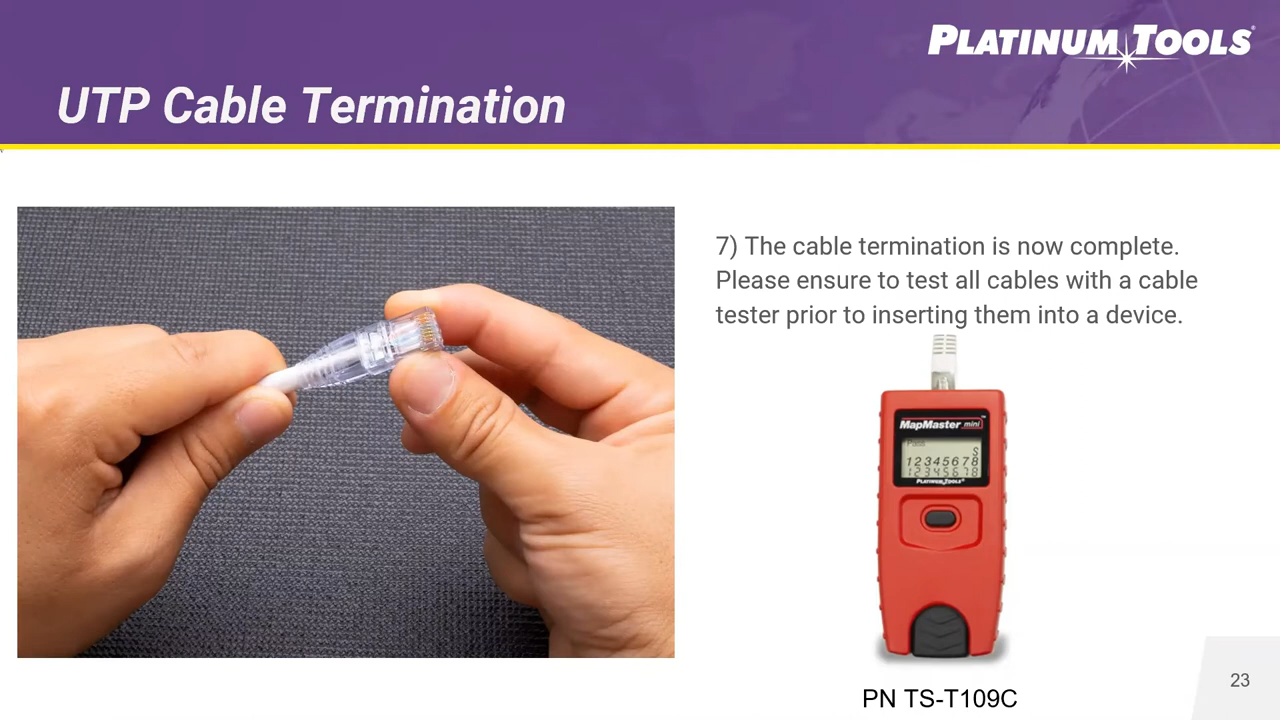 PLATINUM TOOLS®
UTP Cable Termination
7) The cable termination is now complete.
Please ensure to test all cables with a cable
tester prior to inserting them into a device.
MapMaster mini™
Pass
S
12345678
12345678
PLATINUM TOOLS®
PN TS-T109C
23